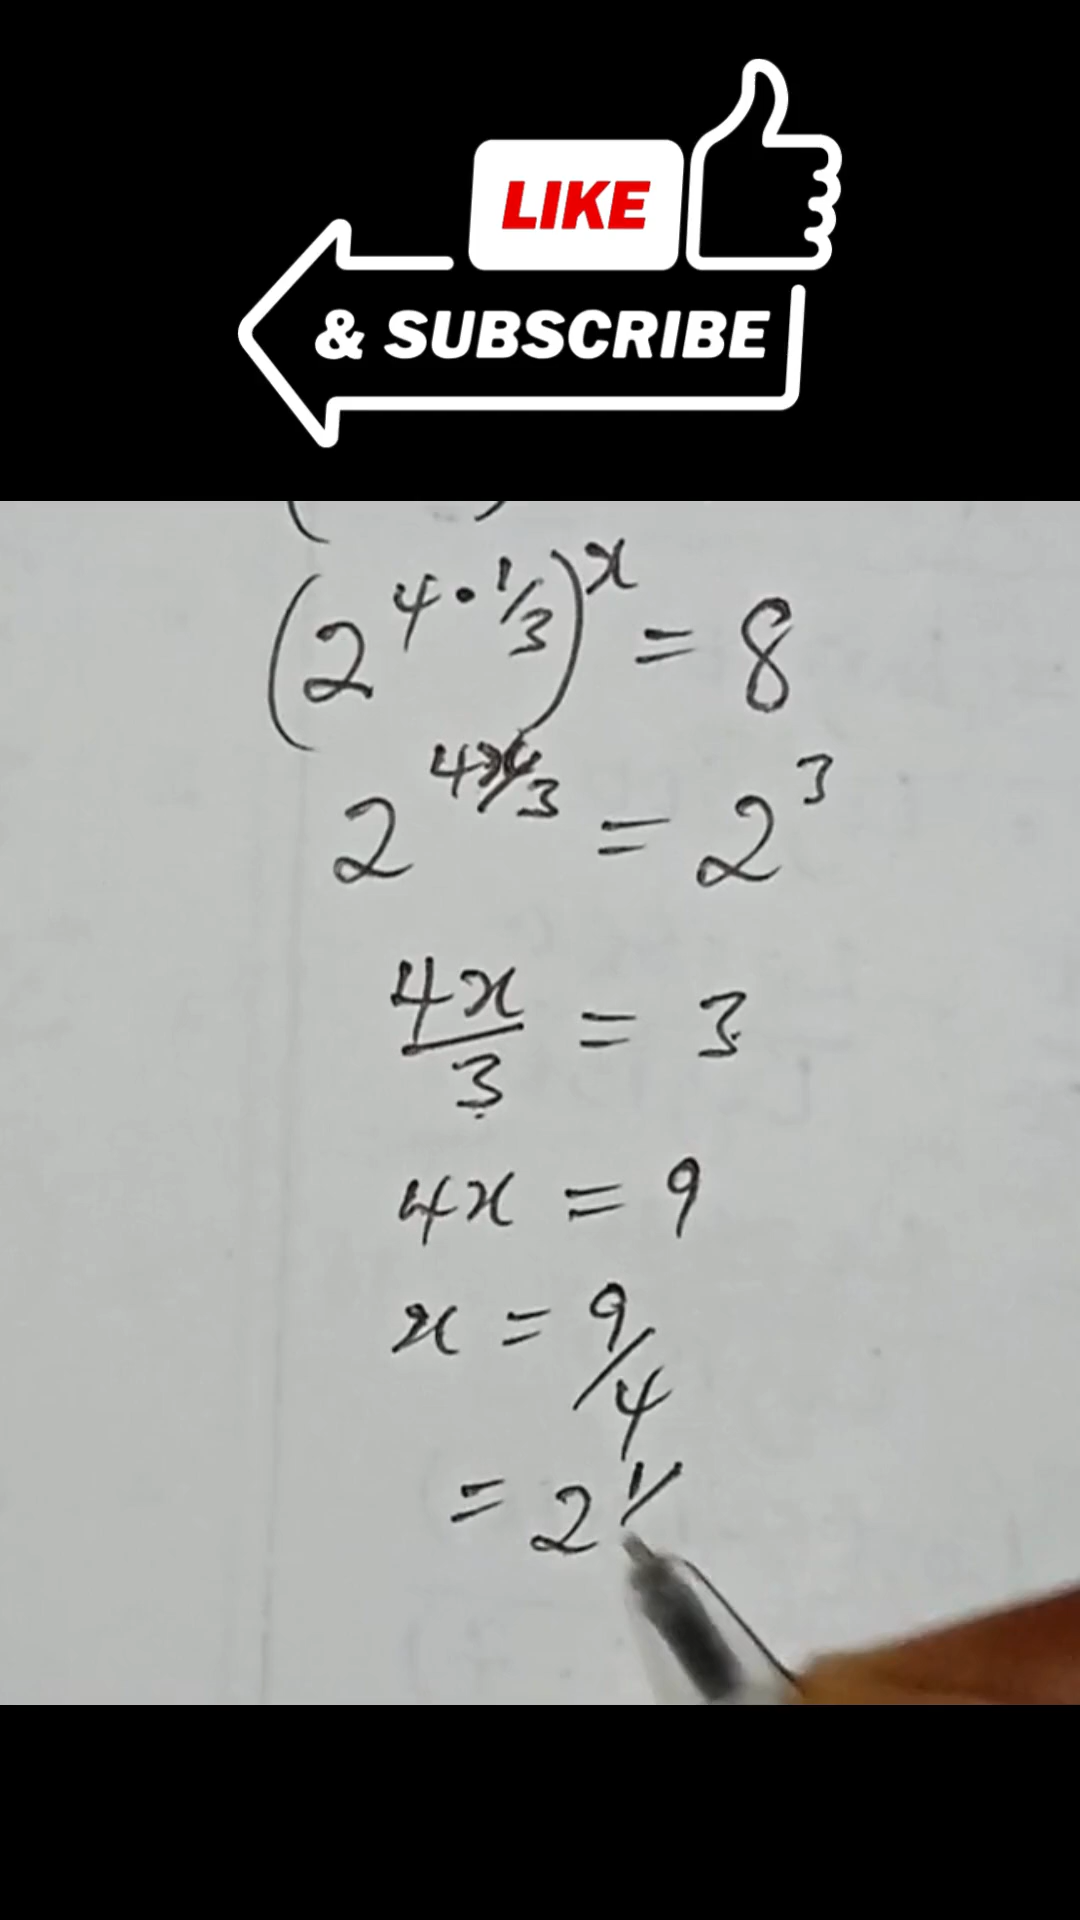 LIKE
& SUBSCRIBE
(2^(4·1/3))^x = 8
2^(4x/3) = 2^3
4x/3 = 3
4x = 9
x = 9/4
= 2 1/